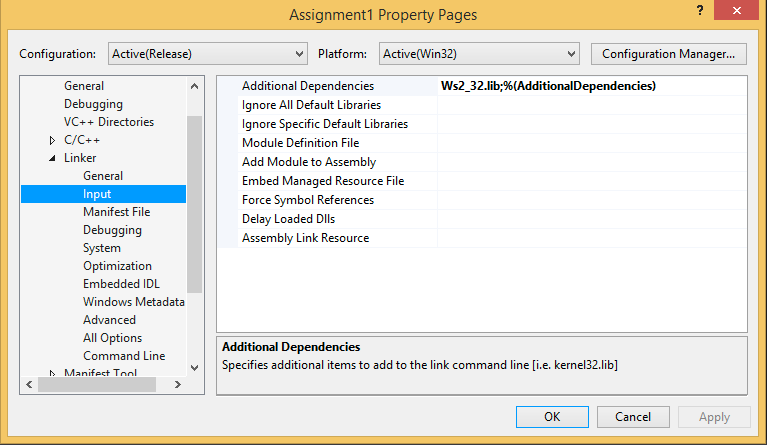 Assignment1 Property Pages
?
Configuration: Active(Release) Platform: Active(Win32) Configuration Manager...
General
Debugging
VC++ Directories
C/C++
Linker
General
Input
Manifest File
Debugging
System
Optimization
Embedded IDL
Windows Metadata
Advanced
All Options
Command Line
Manifest Tool
Additional Dependencies Ws2_32.lib;%(AdditionalDependencies)
Ignore All Default Libraries
Ignore Specific Default Libraries
Module Definition File
Add Module to Assembly
Embed Managed Resource File
Force Symbol References
Delay Loaded Dlls
Assembly Link Resource
Additional Dependencies
Specifies additional items to add to the link command line [i.e. kernel32.lib]
OK Cancel Apply